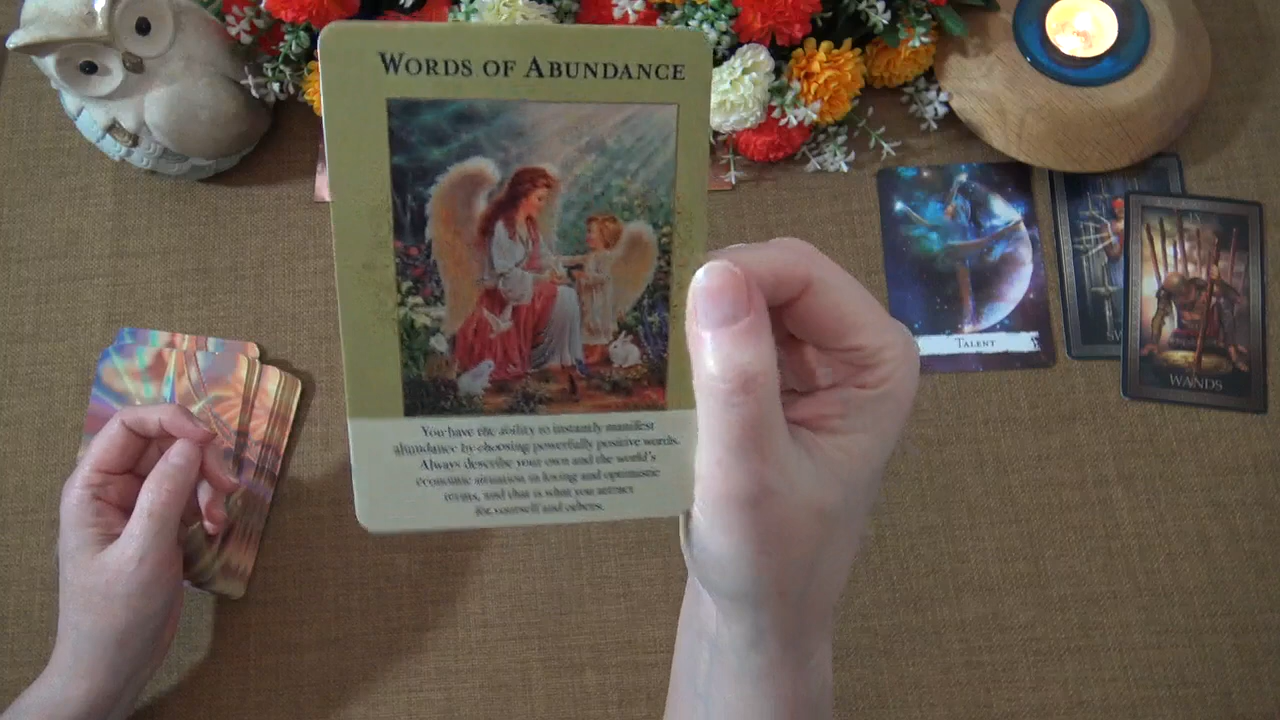 WORDS OF ABUNDANCE
You have the ability to instantly manifest
abundance by choosing powerfully positive words.
Always describe your own and the world's
economic situation in loving and optimistic
terms, and that is what you attract
for yourself and others.
TALENT
WANDS